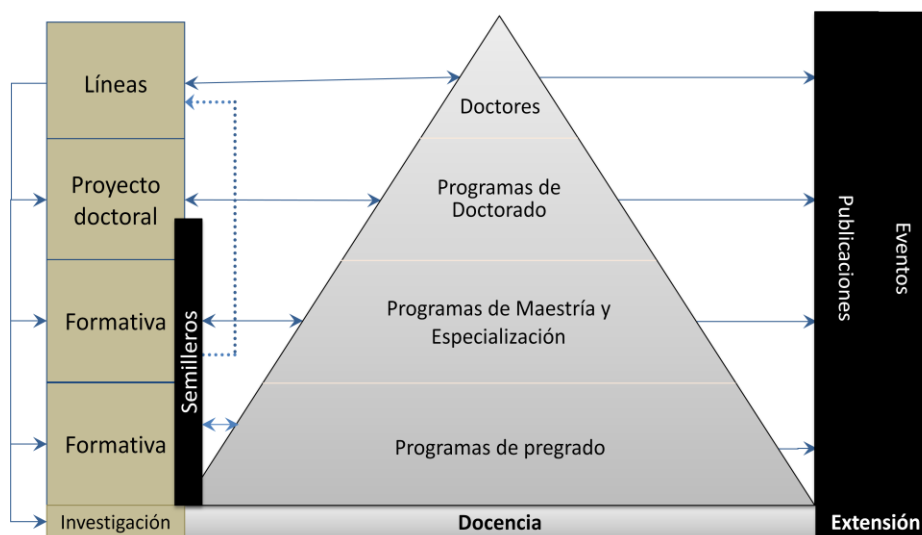 Líneas
Proyecto
doctoral
Formativa
Formativa
Investigación
Semilleros
Doctores
Programas de
Doctorado
Programas de Maestría y
Especialización
Programas de pregrado
Docencia
Publicaciones
Eventos
Extensión